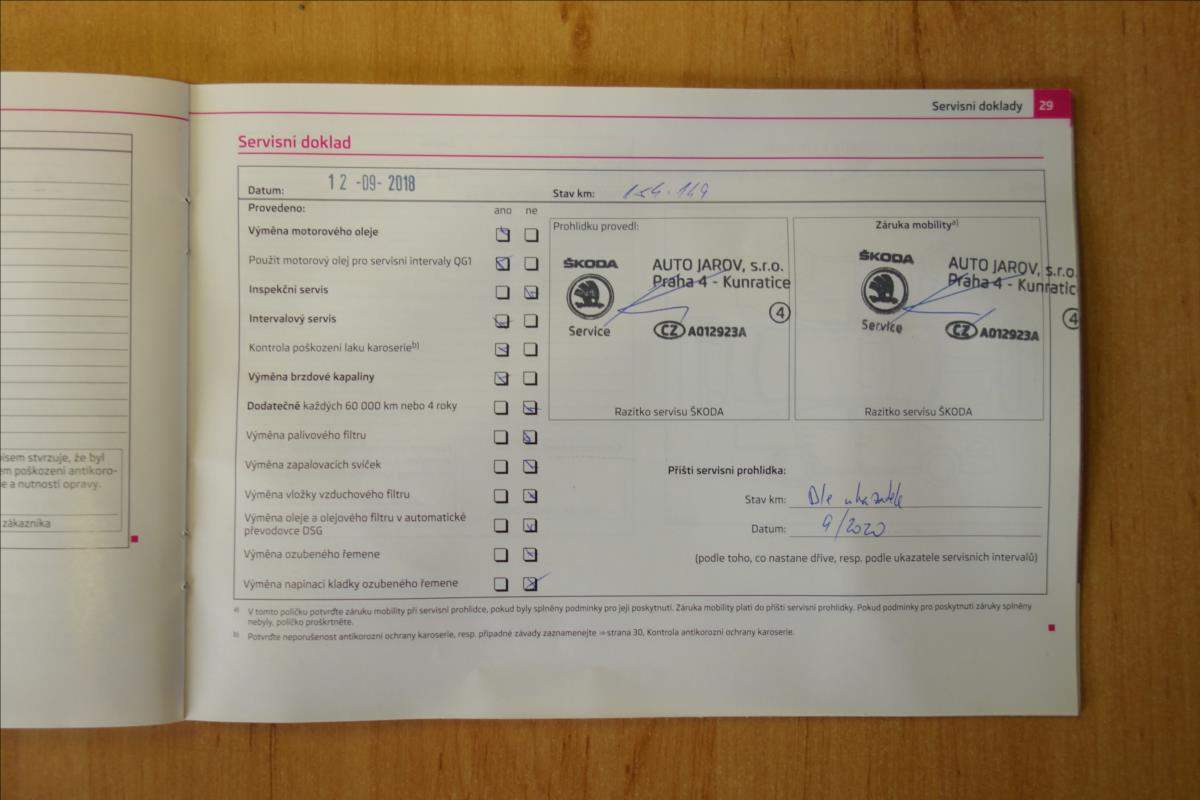 Servisní doklady 29
Servisní doklad
Datum: 12 -09- 2018
Stav km: 154.149
Provedeno:
ano ne
Výměna motorového oleje
Použit motorový olej pro servisní intervaly QG1
Inspekční servis
Intervalový servis
Kontrola poškození laku karoserie b)
Výměna brzdové kapaliny
Dodatečně každých 60 000 km nebo 4 roky
Výměna palivového filtru
Výměna zapalovacích svíček
Výměna vložky vzduchového filtru
Výměna oleje a olejového filtru v automatické
převodovce DSG
Výměna ozubeného řemene
Výměna napínací kladky ozubeného řemene
Prohlídku provedl:
ŠKODA
Service
AUTO JAROV, s.r.o.
Praha 4 - Kunratice
4
CZ A012923A
Razítko servisu ŠKODA
Záruka mobility a)
ŠKODA
Service
AUTO JAROV, s.r.o.
Praha 4 - Kunratic
4
CZ A012923A
Razítko servisu ŠKODA
Příští servisní prohlídka:
Stav km: Dle ukazatele
Datum: 9/2020
(podle toho, co nastane dříve, resp. podle ukazatele servisních intervalů)
a) V tomto políčku potvrďte záruku mobility při servisní prohlídce, pokud byly splněny podmínky pro její poskytnutí. Záruka mobility platí do příští servisní prohlídky. Pokud podmínky pro poskytnutí záruky splněny
nebyly, políčko proškrtněte.
b) Potvrďte neporušenost antikorozní ochrany karoserie, resp. případné závady zaznamenejte ⇒ strana 30, Kontrola antikorozní ochrany karoserie.
isem stvrzuje, že byl
em poškození antikoro-
e a nutností opravy.
zákazníka